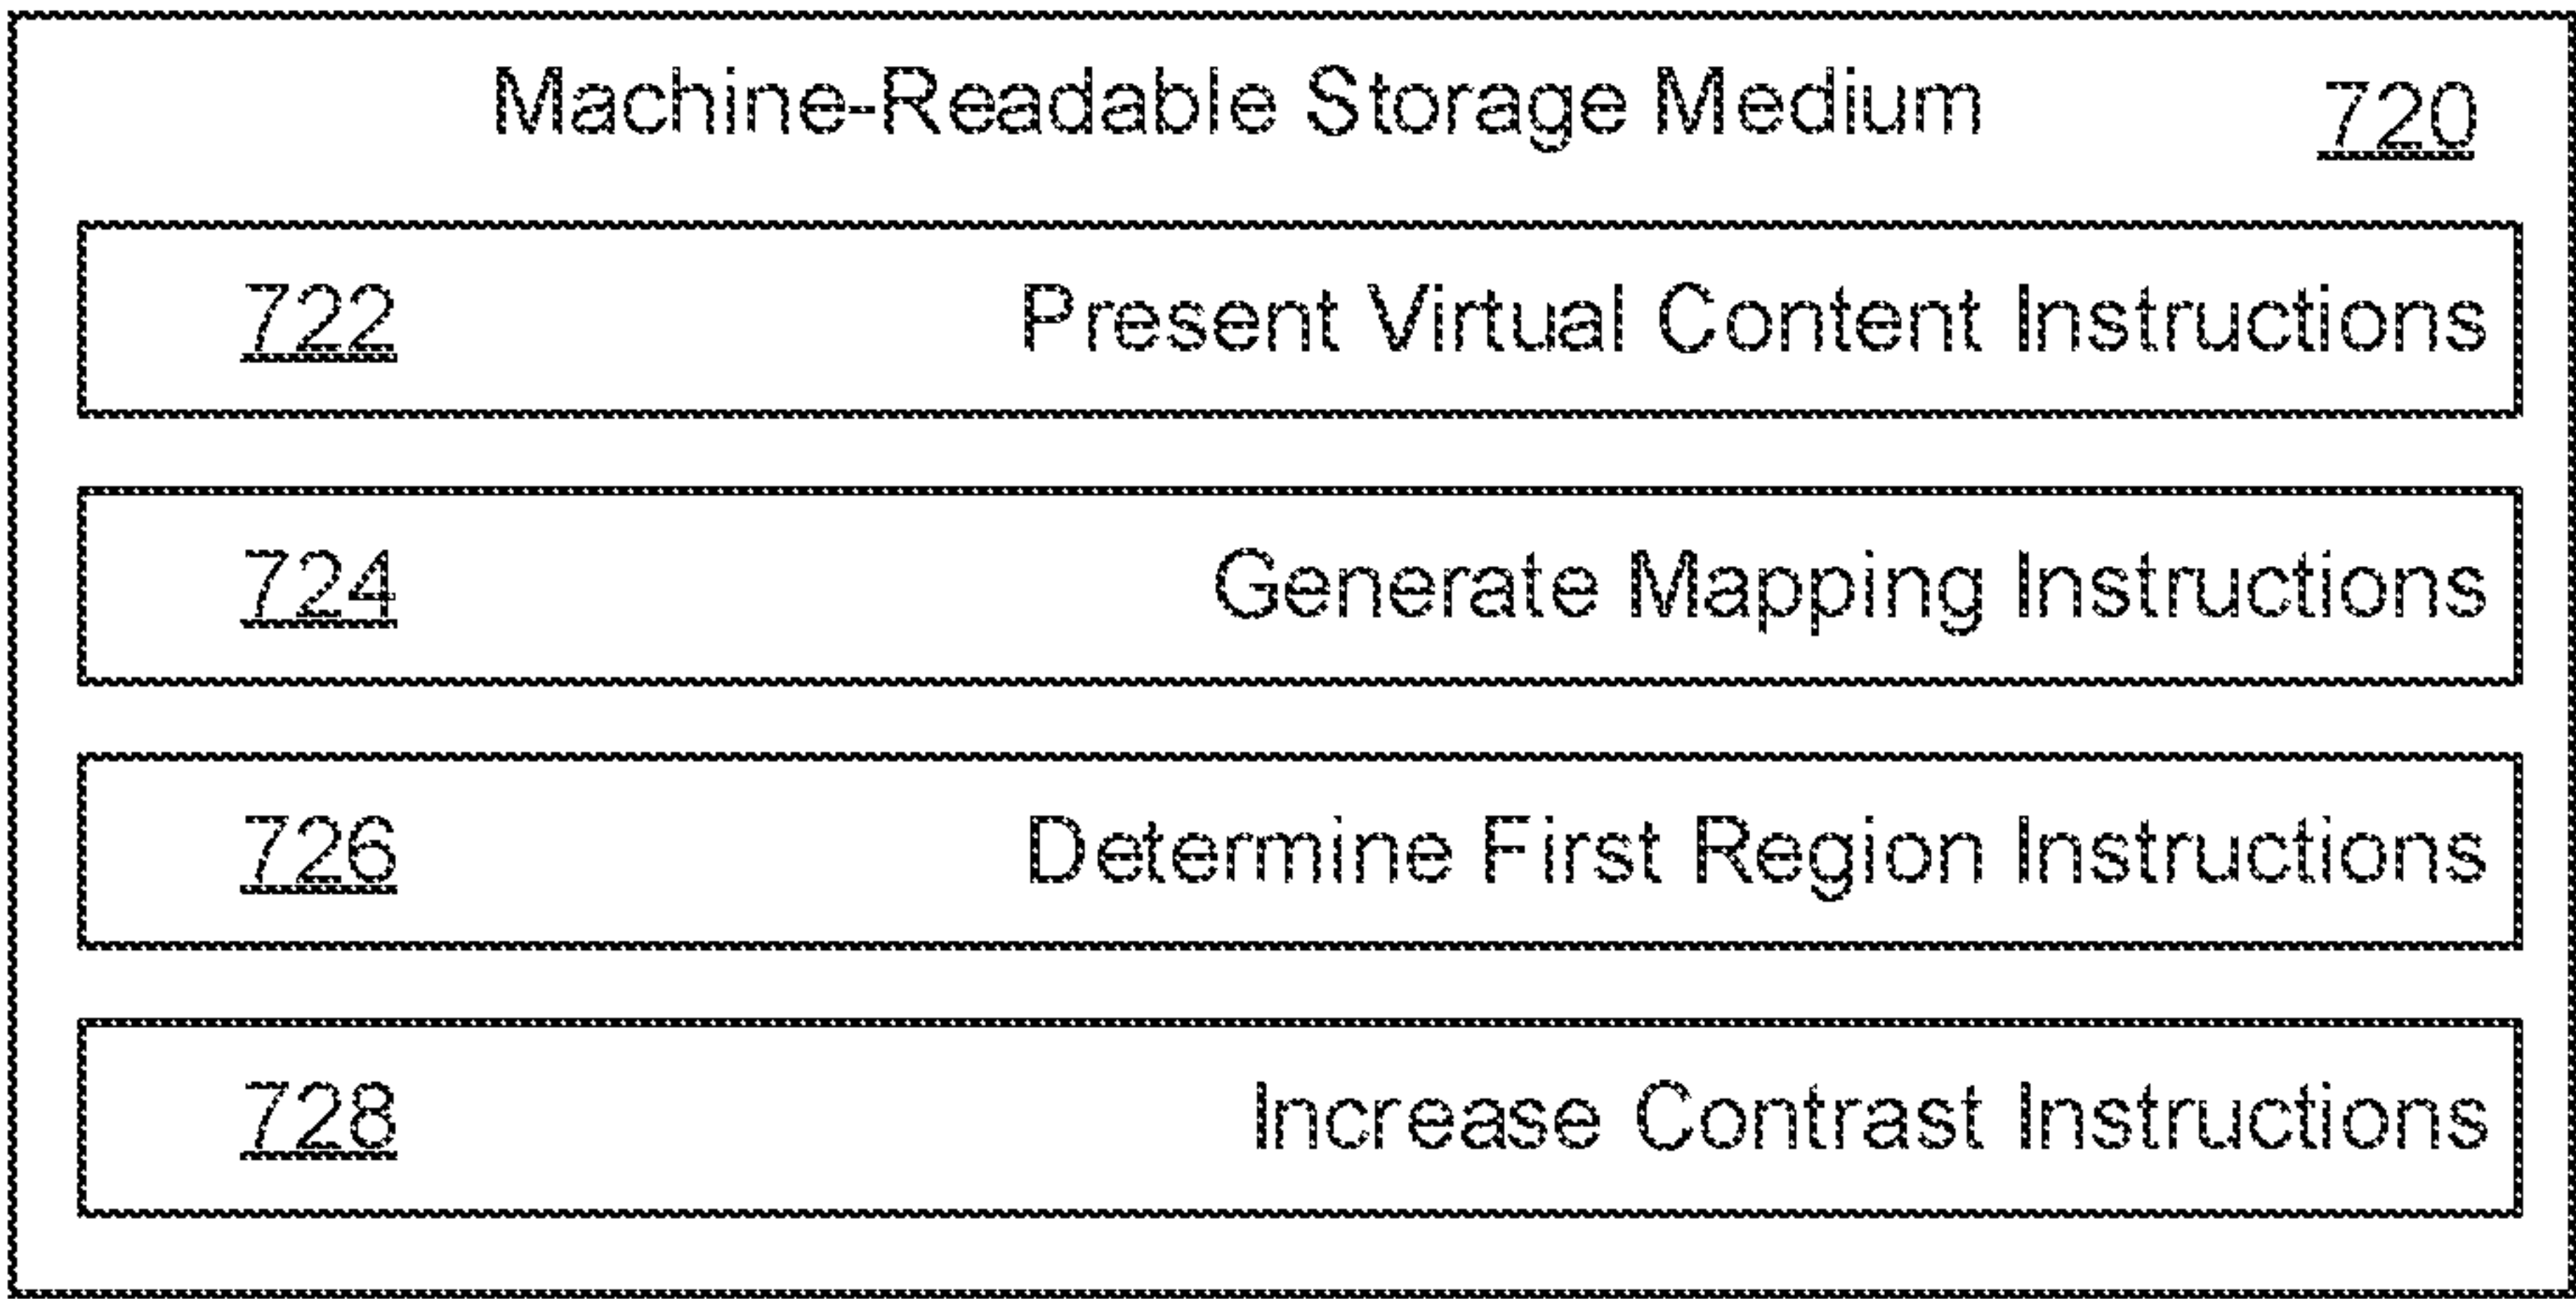 Machine-Readable Storage Medium 720
722 Present Virtual Content Instructions
724 Generate Mapping Instructions
726 Determine First Region Instructions
728 Increase Contrast Instructions